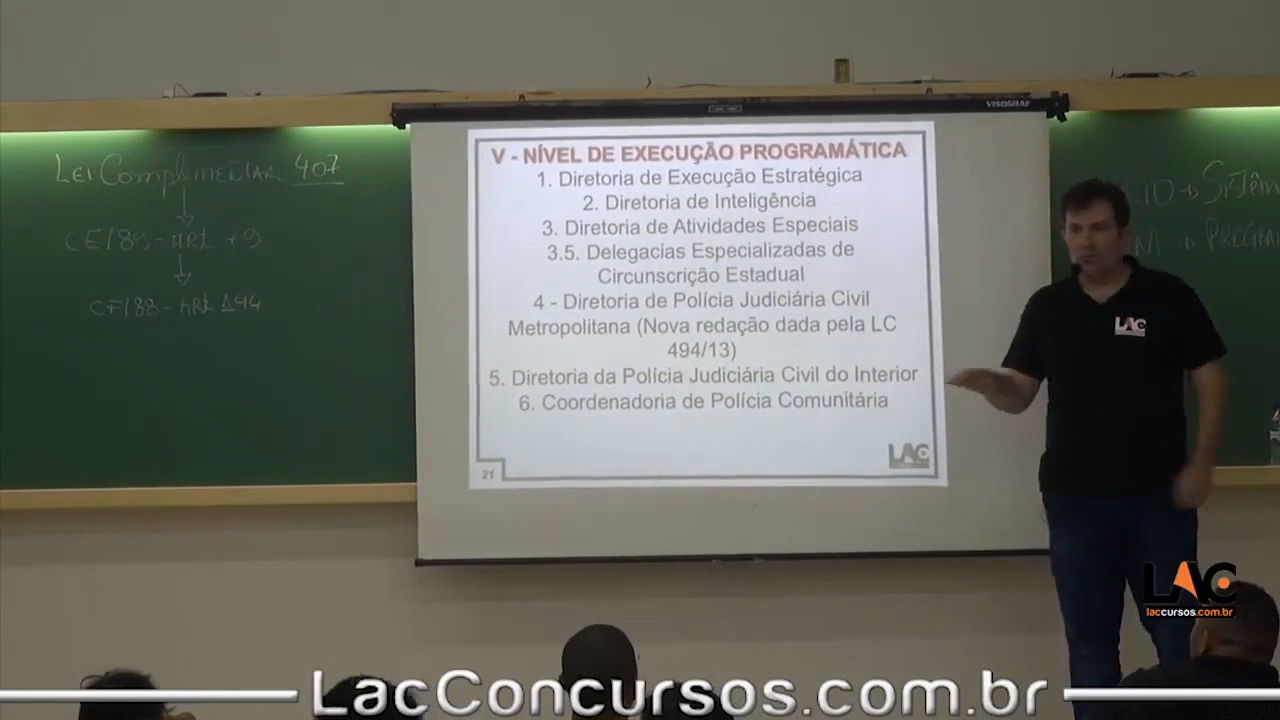 VISOGRAF
LEI Complementar 407
CE/89 - ARt 79
CF/88 - ARt 144
V - NÍVEL DE EXECUÇÃO PROGRAMÁTICA
1. Diretoria de Execução Estratégica
2. Diretoria de Inteligência
3. Diretoria de Atividades Especiais
3.5. Delegacias Especializadas de
Circunscrição Estadual
4 - Diretoria de Polícia Judiciária Civil
Metropolitana (Nova redação dada pela LC
494/13)
5. Diretoria da Polícia Judiciária Civil do Interior
6. Coordenadoria de Polícia Comunitária
LAC
21
LAC
LAC
laccursos.com.br
LacConcursos.com.br